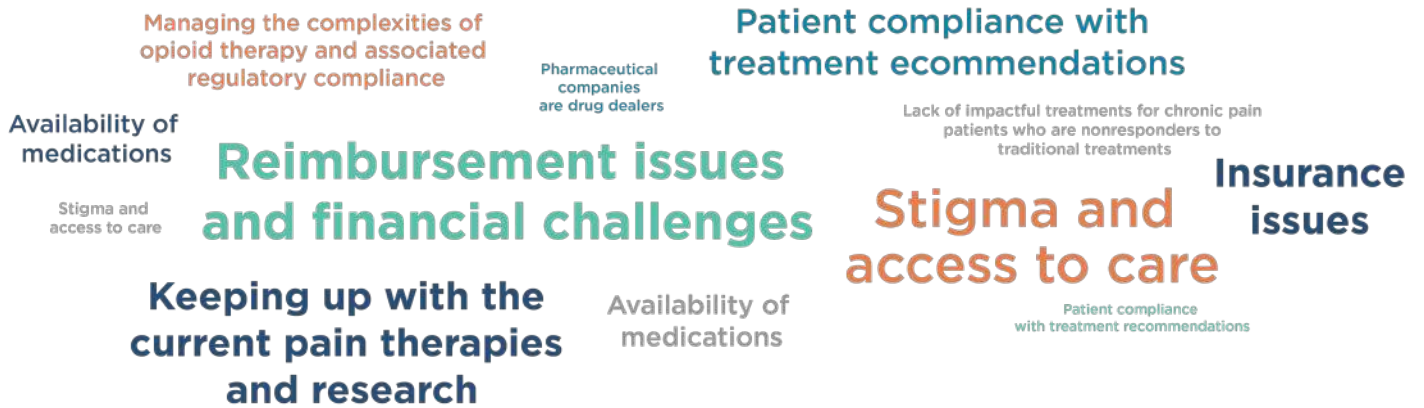 Managing the complexities of
opioid therapy and associated
regulatory compliance
Patient compliance with
treatment ecommendations
Pharmaceutical
companies
are drug dealers
Availability of
medications
Lack of impactful treatments for chronic pain
patients who are nonresponders to
traditional treatments
Reimbursement issues
and financial challenges
Insurance
issues
Stigma and
access to care
Stigma and
access to care
Keeping up with the
current pain therapies
and research
Availability of
medications
Patient compliance
with treatment recommendations